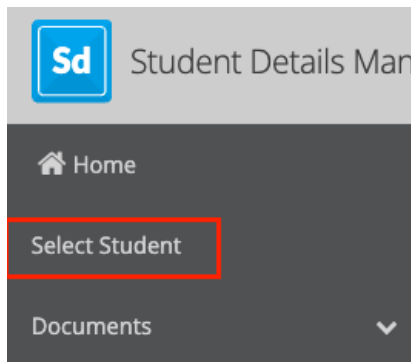 Sd Student Details Man
Home
Select Student
Documents